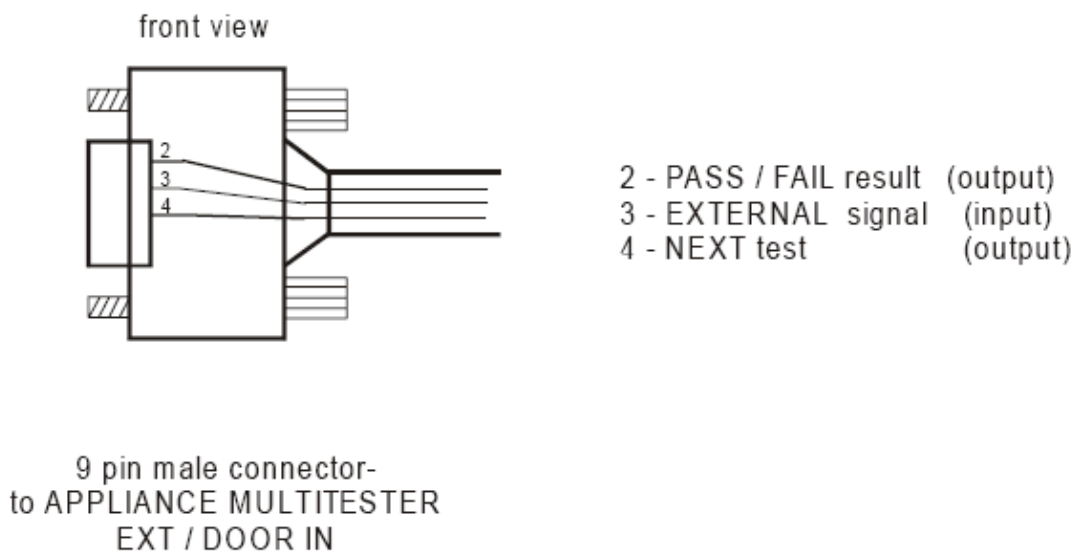 front view
2
3
4
2 - PASS / FAIL result (output)
3 - EXTERNAL signal (input)
4 - NEXT test (output)
9 pin male connector-
to APPLIANCE MULTITESTER
EXT / DOOR IN